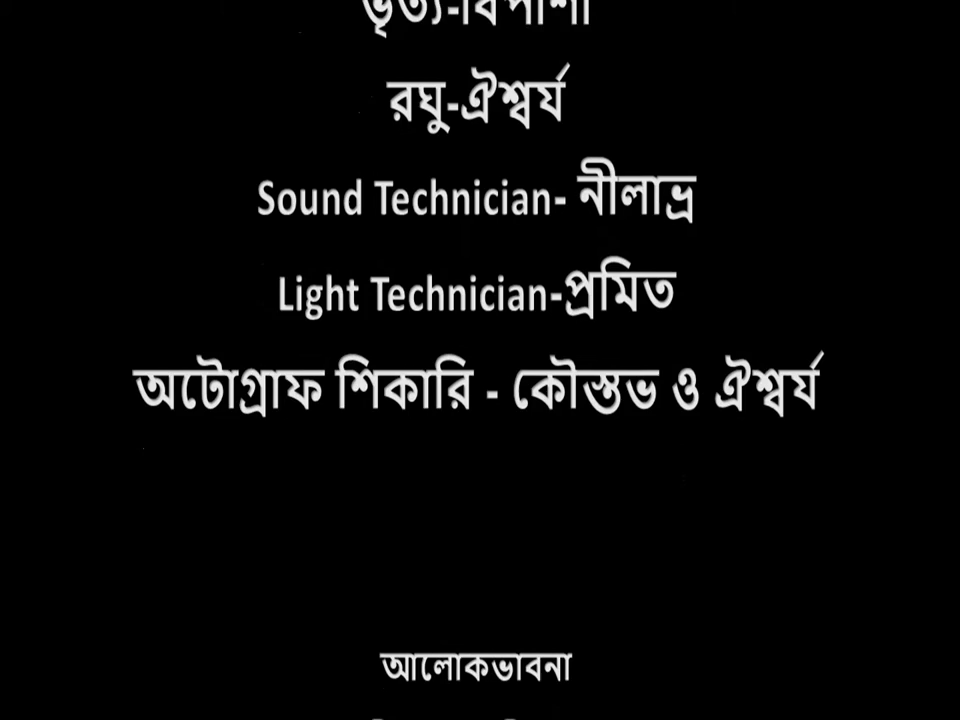 ভৃত্য-বিপাশা
রঘু-ঐশ্বর্য
Sound Technician- নীলাভ্র
Light Technician-প্রমিত
অটোগ্রাফ শিকারি - কৌস্তভ ও ঐশ্বর্য
আলোকভাবনা